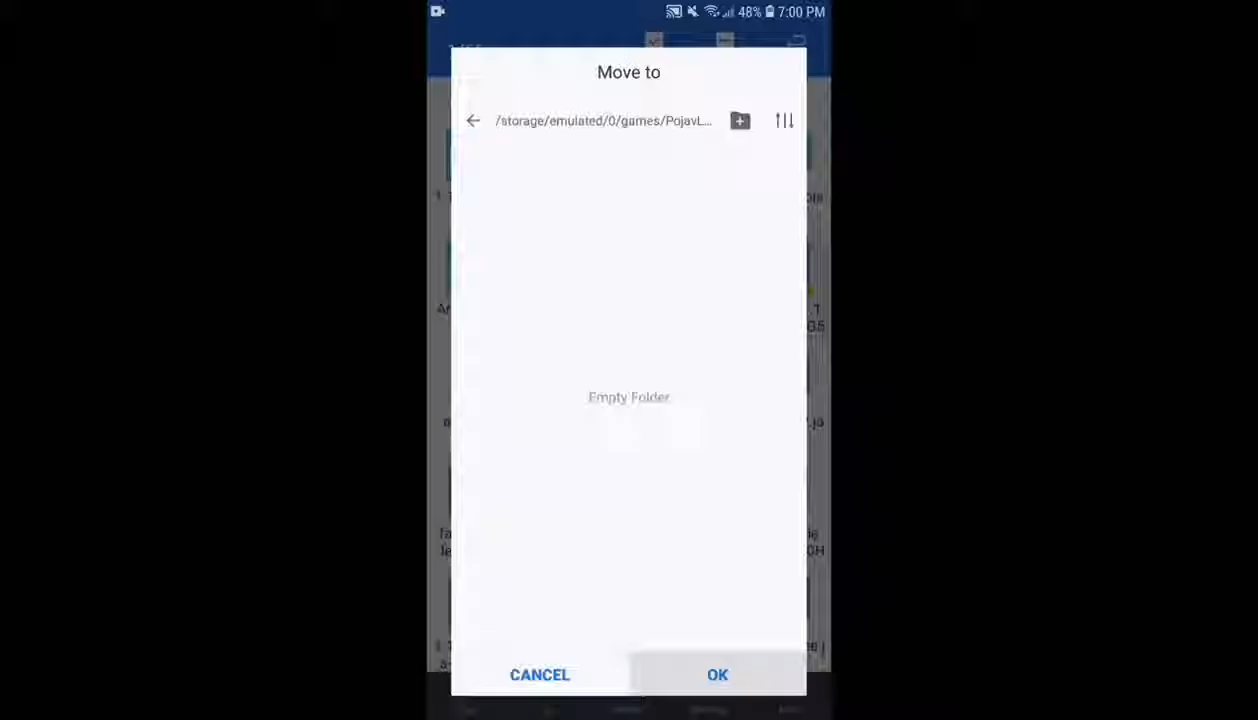 48% 7:00 PM
Move to
/storage/emulated/0/games/PojavL...
Empty Folder
CANCEL
OK